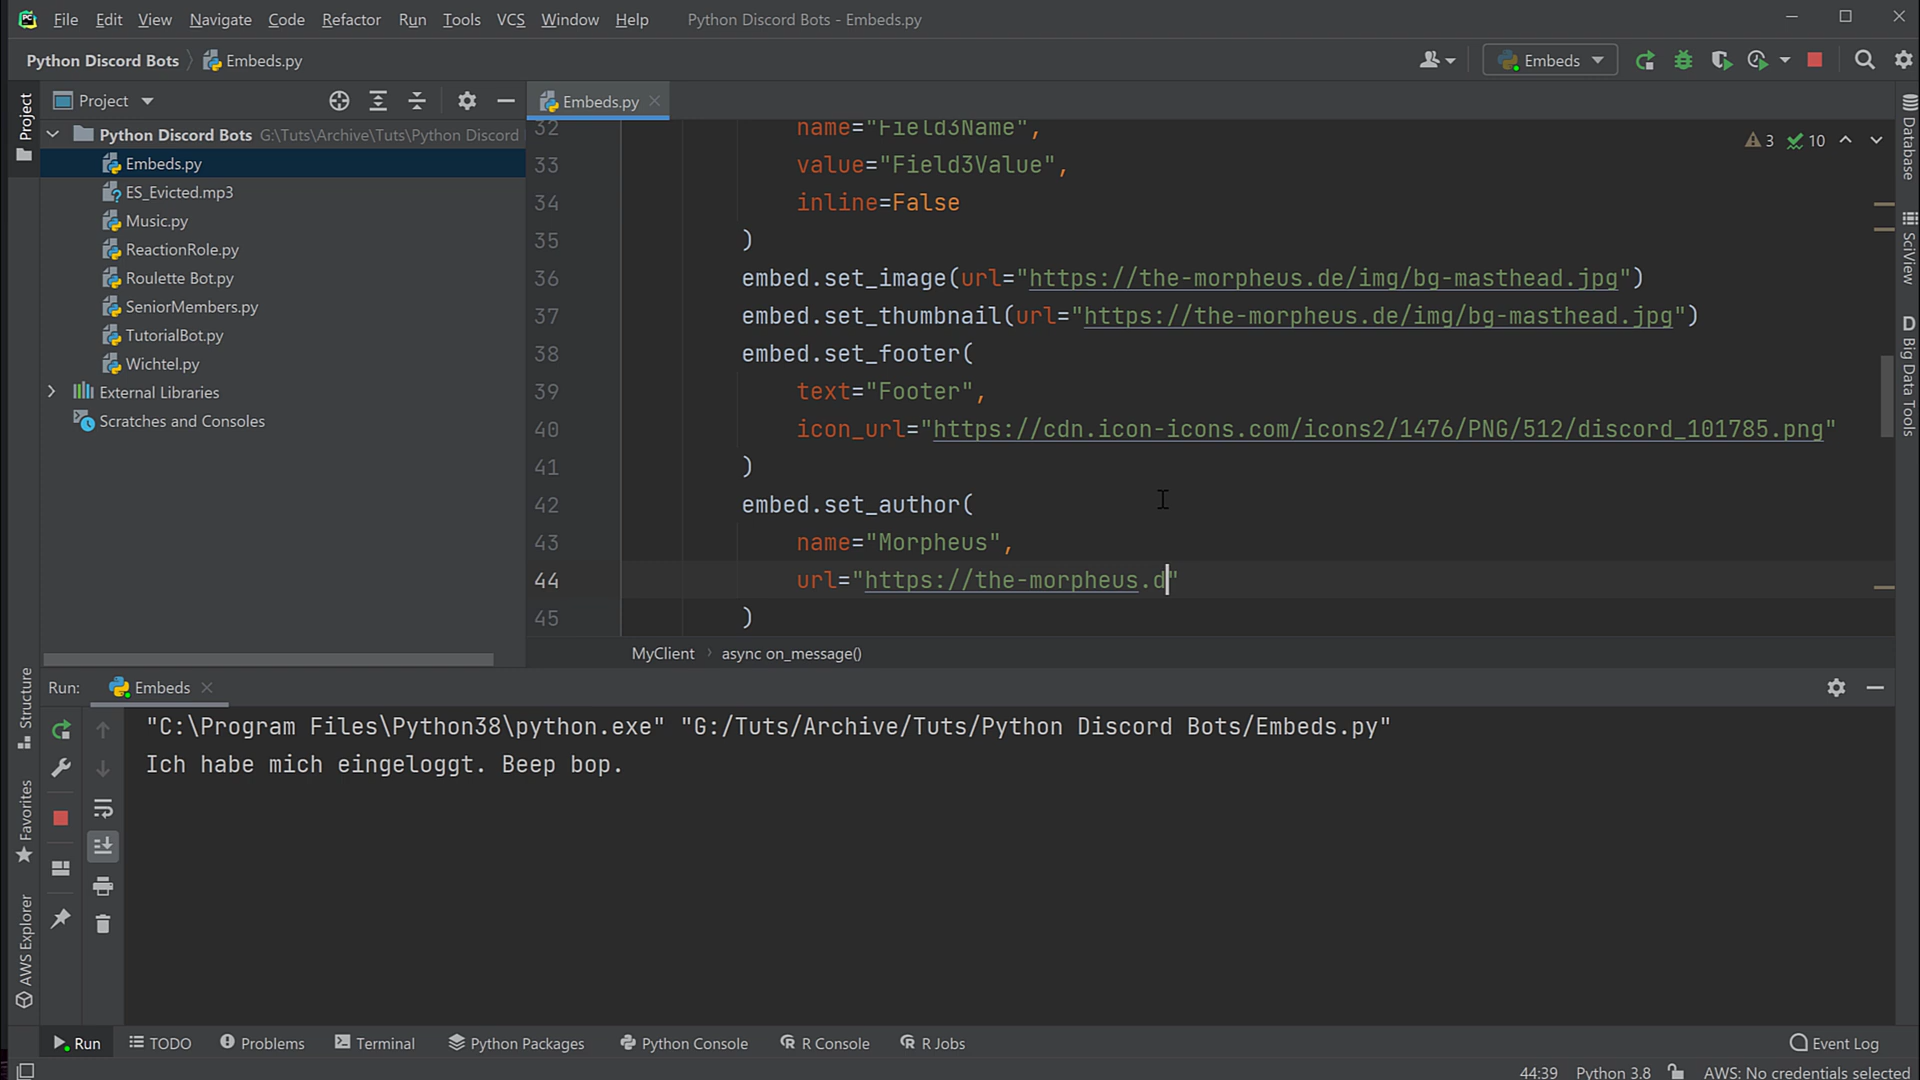 File Edit View Navigate Code Refactor Run Tools VCS Window Help Python Discord Bots - Embeds.py
Python Discord Bots Embeds.py Embeds
Project Embeds.py
Project
Python Discord Bots G:\Tuts\Archive\Tuts\Python Discord
Embeds.py
ES_Evicted.mp3
Music.py
ReactionRole.py
Roulette Bot.py
SeniorMembers.py
TutorialBot.py
Wichtel.py
External Libraries
Scratches and Consoles
3 10
32 name="Field3Name",
33 value="Field3Value",
34 inline=False
35 )
36 embed.set_image(url="https://the-morpheus.de/img/bg-masthead.jpg")
37 embed.set_thumbnail(url="https://the-morpheus.de/img/bg-masthead.jpg")
38 embed.set_footer(
39 text="Footer",
40 icon_url="https://cdn.icon-icons.com/icons2/1476/PNG/512/discord_101785.png"
41 )
42 embed.set_author(
43 name="Morpheus",
44 url="https://the-morpheus.d"
45 )
MyClient async on_message()
Database
SciView
D Big Data Tools
Structure
Favorites
AWS Explorer
Run: Embeds
"C:\Program Files\Python38\python.exe" "G:/Tuts/Archive/Tuts/Python Discord Bots/Embeds.py"
Ich habe mich eingeloggt. Beep bop.
Run TODO Problems Terminal Python Packages Python Console R Console R Jobs Event Log
44:39 Python 3.8 AWS: No credentials selected